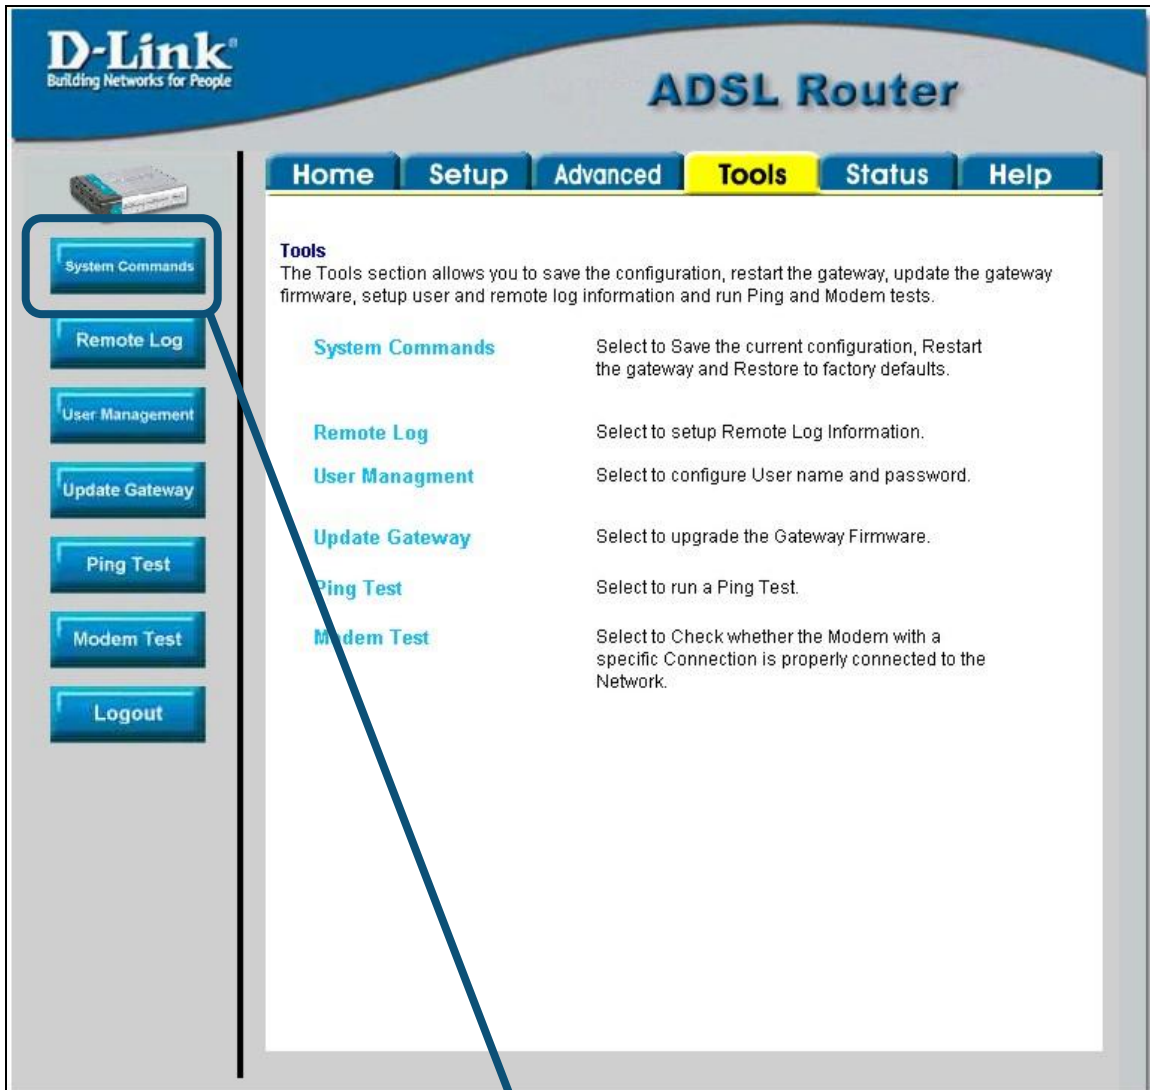 D-Link®
Building Networks for People
ADSL Router
Home Setup Advanced Tools Status Help
System Commands
Remote Log
User Management
Update Gateway
Ping Test
Modem Test
Logout
Tools
The Tools section allows you to save the configuration, restart the gateway, update the gateway
firmware, setup user and remote log information and run Ping and Modem tests.
System Commands Select to Save the current configuration, Restart
the gateway and Restore to factory defaults.
Remote Log Select to setup Remote Log Information.
User Managment Select to configure User name and password.
Update Gateway Select to upgrade the Gateway Firmware.
Ping Test Select to run a Ping Test.
Modem Test Select to Check whether the Modem with a
specific Connection is properly connected to the
Network.